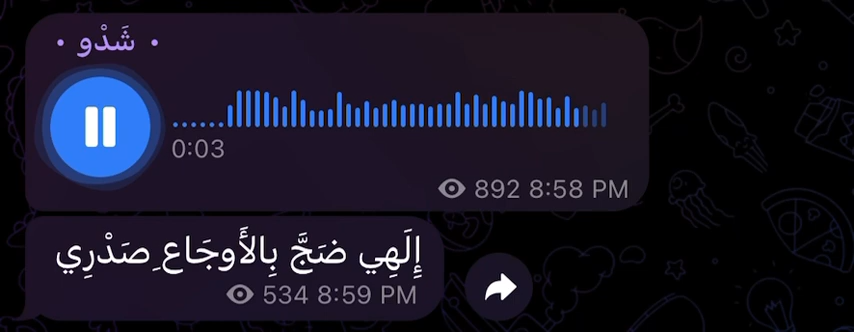 • شَدْو •
0:03
892 8:58 PM
إِلَهِي ضَجَّ بِالأَوجَاع ِصَدْرِي
534 8:59 PM